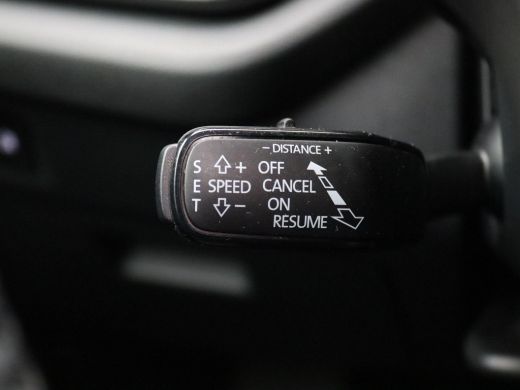 − DISTANCE +
S + OFF
E SPEED CANCEL
T − ON
RESUME